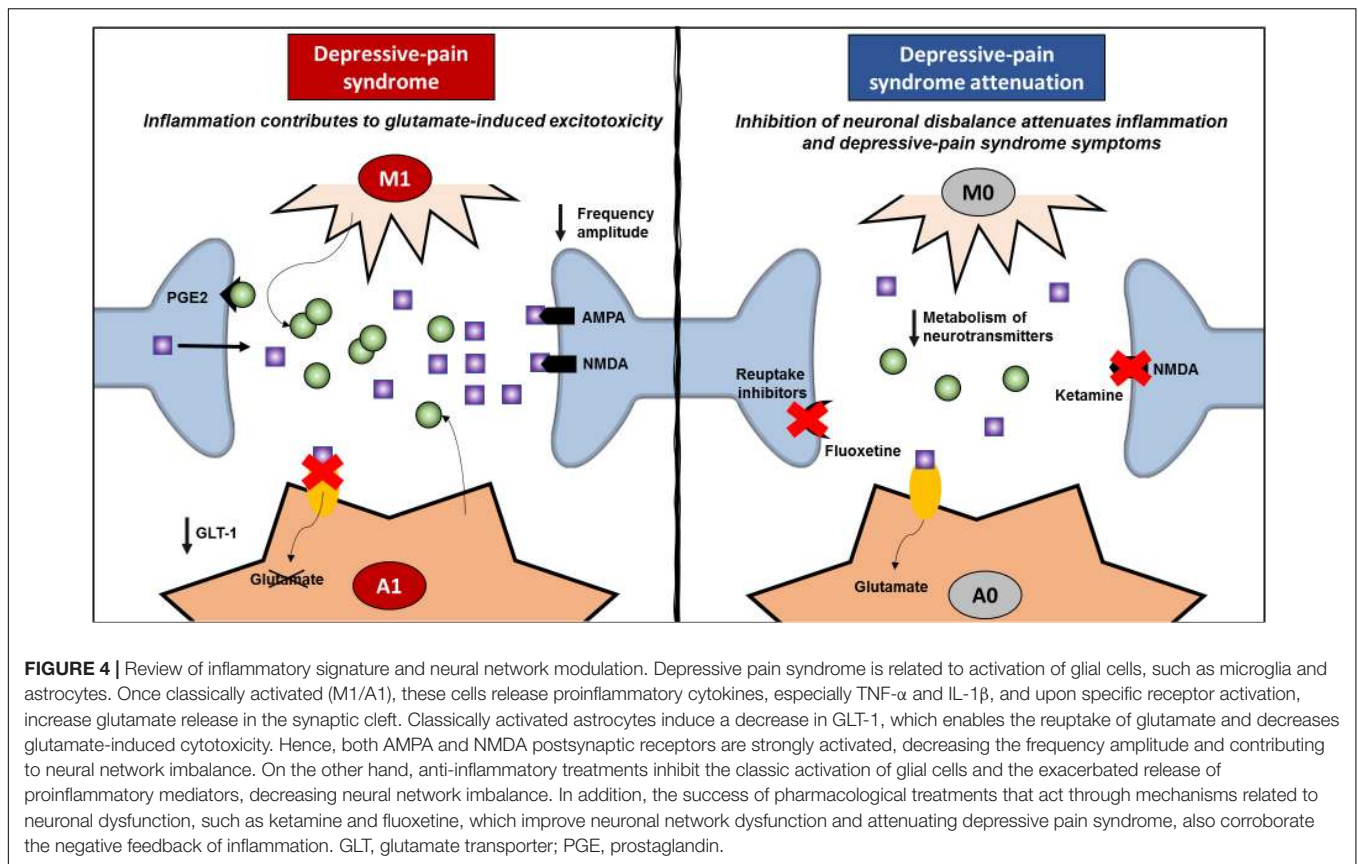 Depressive-pain
syndrome
Inflammation contributes to glutamate-induced excitotoxicity
M1
Frequency
amplitude
PGE2
AMPA
NMDA
GLT-1
Glutamate
A1
Depressive-pain
syndrome attenuation
Inhibition of neuronal disbalance attenuates inflammation
and depressive-pain syndrome symptoms
M0
Metabolism of
neurotransmitters
Reuptake
inhibitors
NMDA
Ketamine
Fluoxetine
Glutamate
A0
FIGURE 4 | Review of inflammatory signature and neural network modulation. Depressive pain syndrome is related to activation of glial cells, such as microglia and
astrocytes. Once classically activated (M1/A1), these cells release proinflammatory cytokines, especially TNF-α and IL-1β, and upon specific receptor activation,
increase glutamate release in the synaptic cleft. Classically activated astrocytes induce a decrease in GLT-1, which enables the reuptake of glutamate and decreases
glutamate-induced cytotoxicity. Hence, both AMPA and NMDA postsynaptic receptors are strongly activated, decreasing the frequency amplitude and contributing
to neural network imbalance. On the other hand, anti-inflammatory treatments inhibit the classic activation of glial cells and the exacerbated release of
proinflammatory mediators, decreasing neural network imbalance. In addition, the success of pharmacological treatments that act through mechanisms related to
neuronal dysfunction, such as ketamine and fluoxetine, which improve neuronal network dysfunction and attenuating depressive pain syndrome, also corroborate
the negative feedback of inflammation. GLT, glutamate transporter; PGE, prostaglandin.